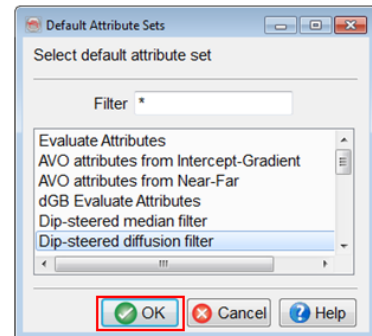 Default Attribute Sets
Select default attribute set
Filter *
Evaluate Attributes
AVO attributes from Intercept-Gradient
AVO attributes from Near-Far
dGB Evaluate Attributes
Dip-steered median filter
Dip-steered diffusion filter
OK Cancel Help